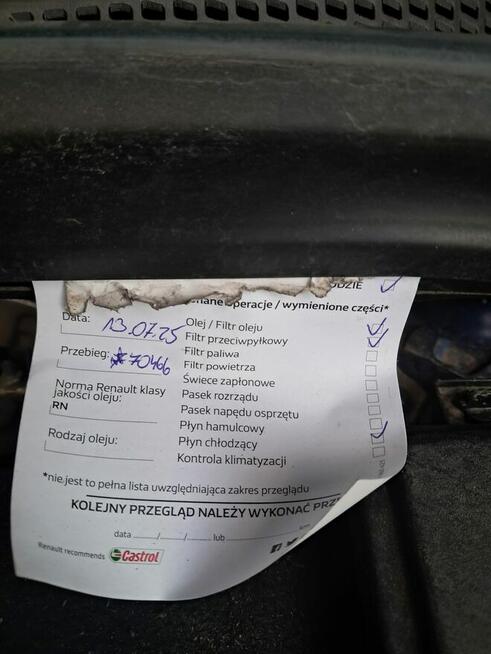 DZIE
nane operacje / wymienione części*
Data: 13.07.25
Olej / Filtr oleju
Filtr przeciwpyłkowy
Przebieg: 70466
Filtr paliwa
Filtr powietrza
Świece zapłonowe
Norma Renault klasy
jakości oleju:
RN
Pasek rozrządu
Pasek napędu osprzętu
Płyn hamulcowy
Rodzaj oleju:
Płyn chłodzący
Kontrola klimatyzacji
*nie jest to pełna lista uwzględniająca zakres przeglądu
KOLEJNY PRZEGLĄD NALEŻY WYKONAĆ PRZ
data ....../....../...... lub
km
Renault recommends Castrol